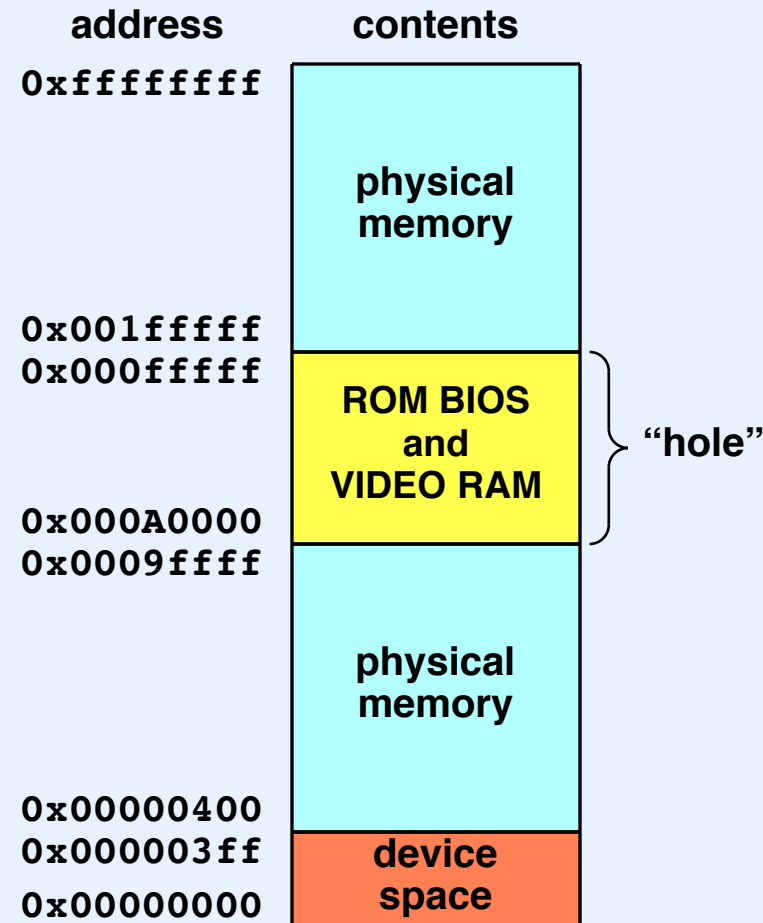 address contents
0xffffffff
physical
memory
0x001fffff
0x000fffff
ROM BIOS
and
VIDEO RAM
“hole”
0x000A0000
0x0009ffff
physical
memory
0x00000400
0x000003ff
device
space
0x00000000